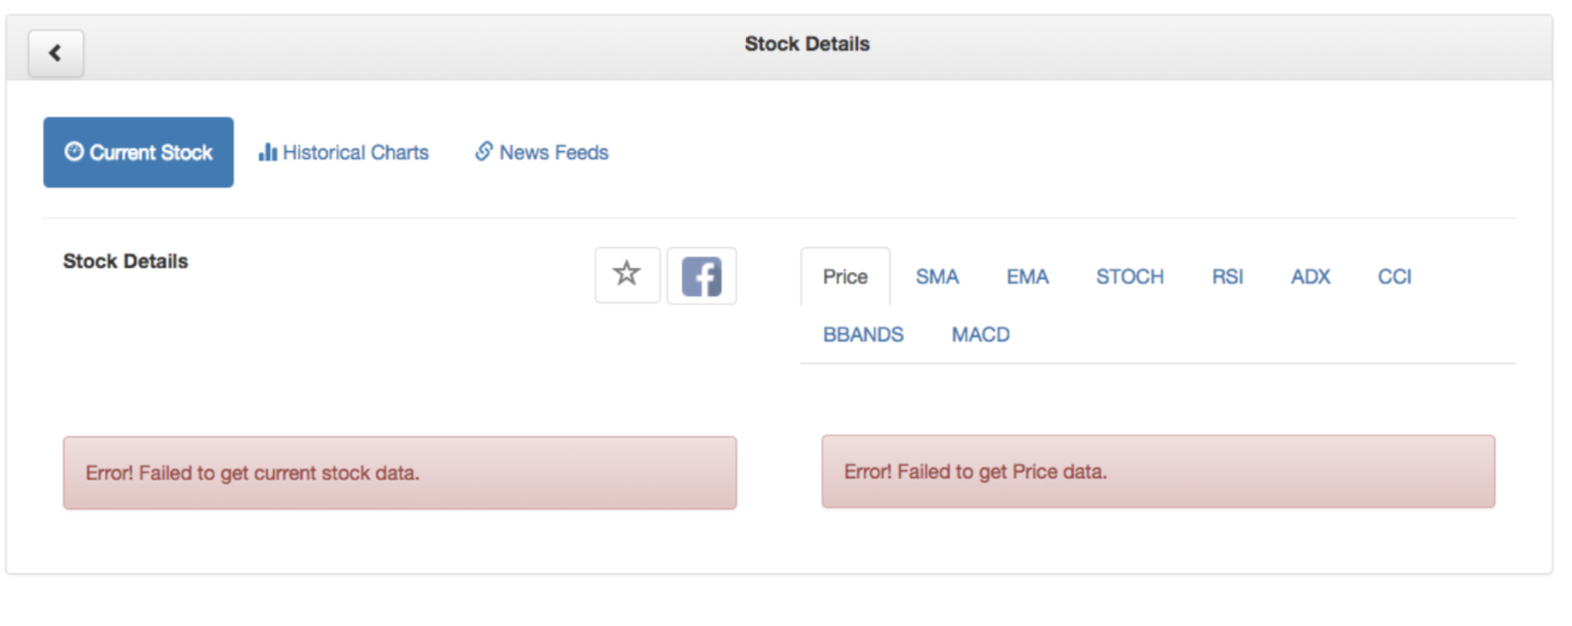 Stock Details
Current Stock Historical Charts News Feeds
Stock Details
Price SMA EMA STOCH RSI ADX CCI
BBANDS MACD
Error! Failed to get current stock data.
Error! Failed to get Price data.